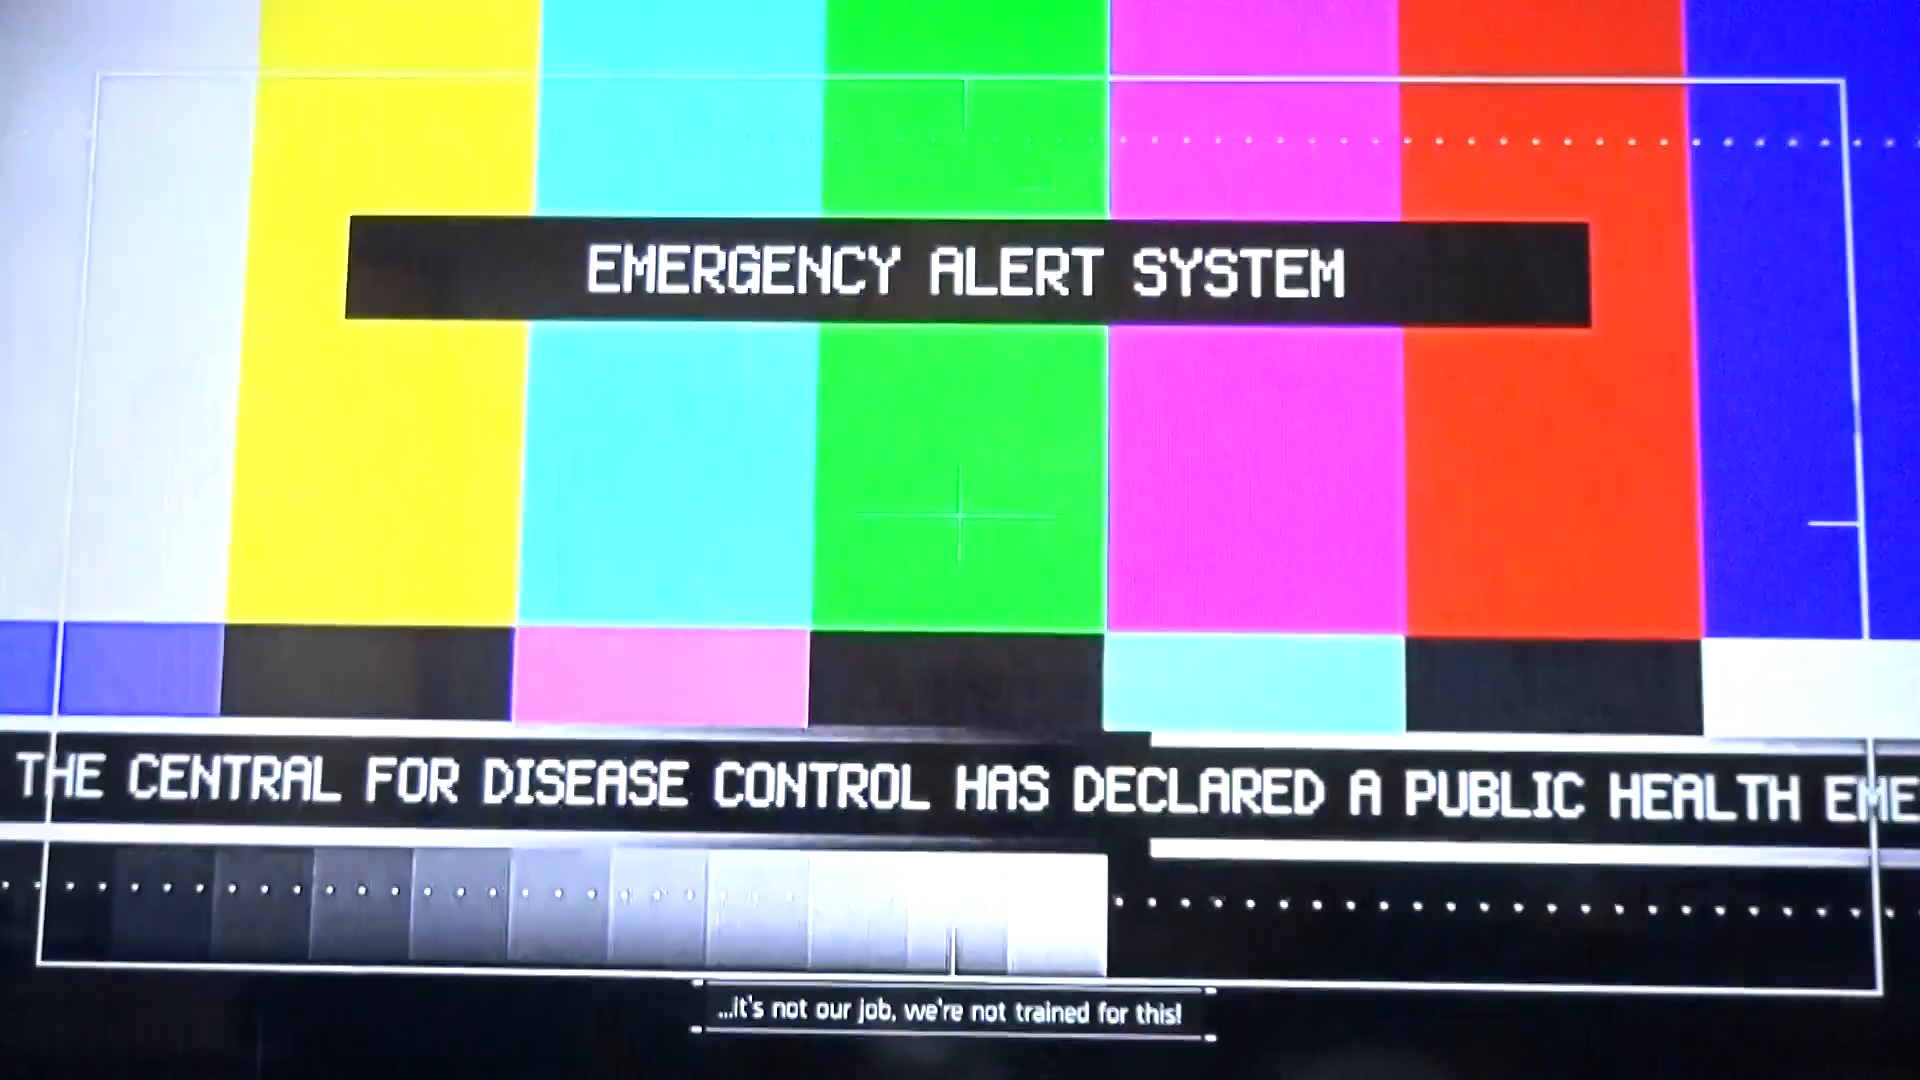 EMERGENCY ALERT SYSTEM
THE CENTRAL FOR DISEASE CONTROL HAS DECLARED A PUBLIC HEALTH EME
...it's not our job, we're not trained for this!